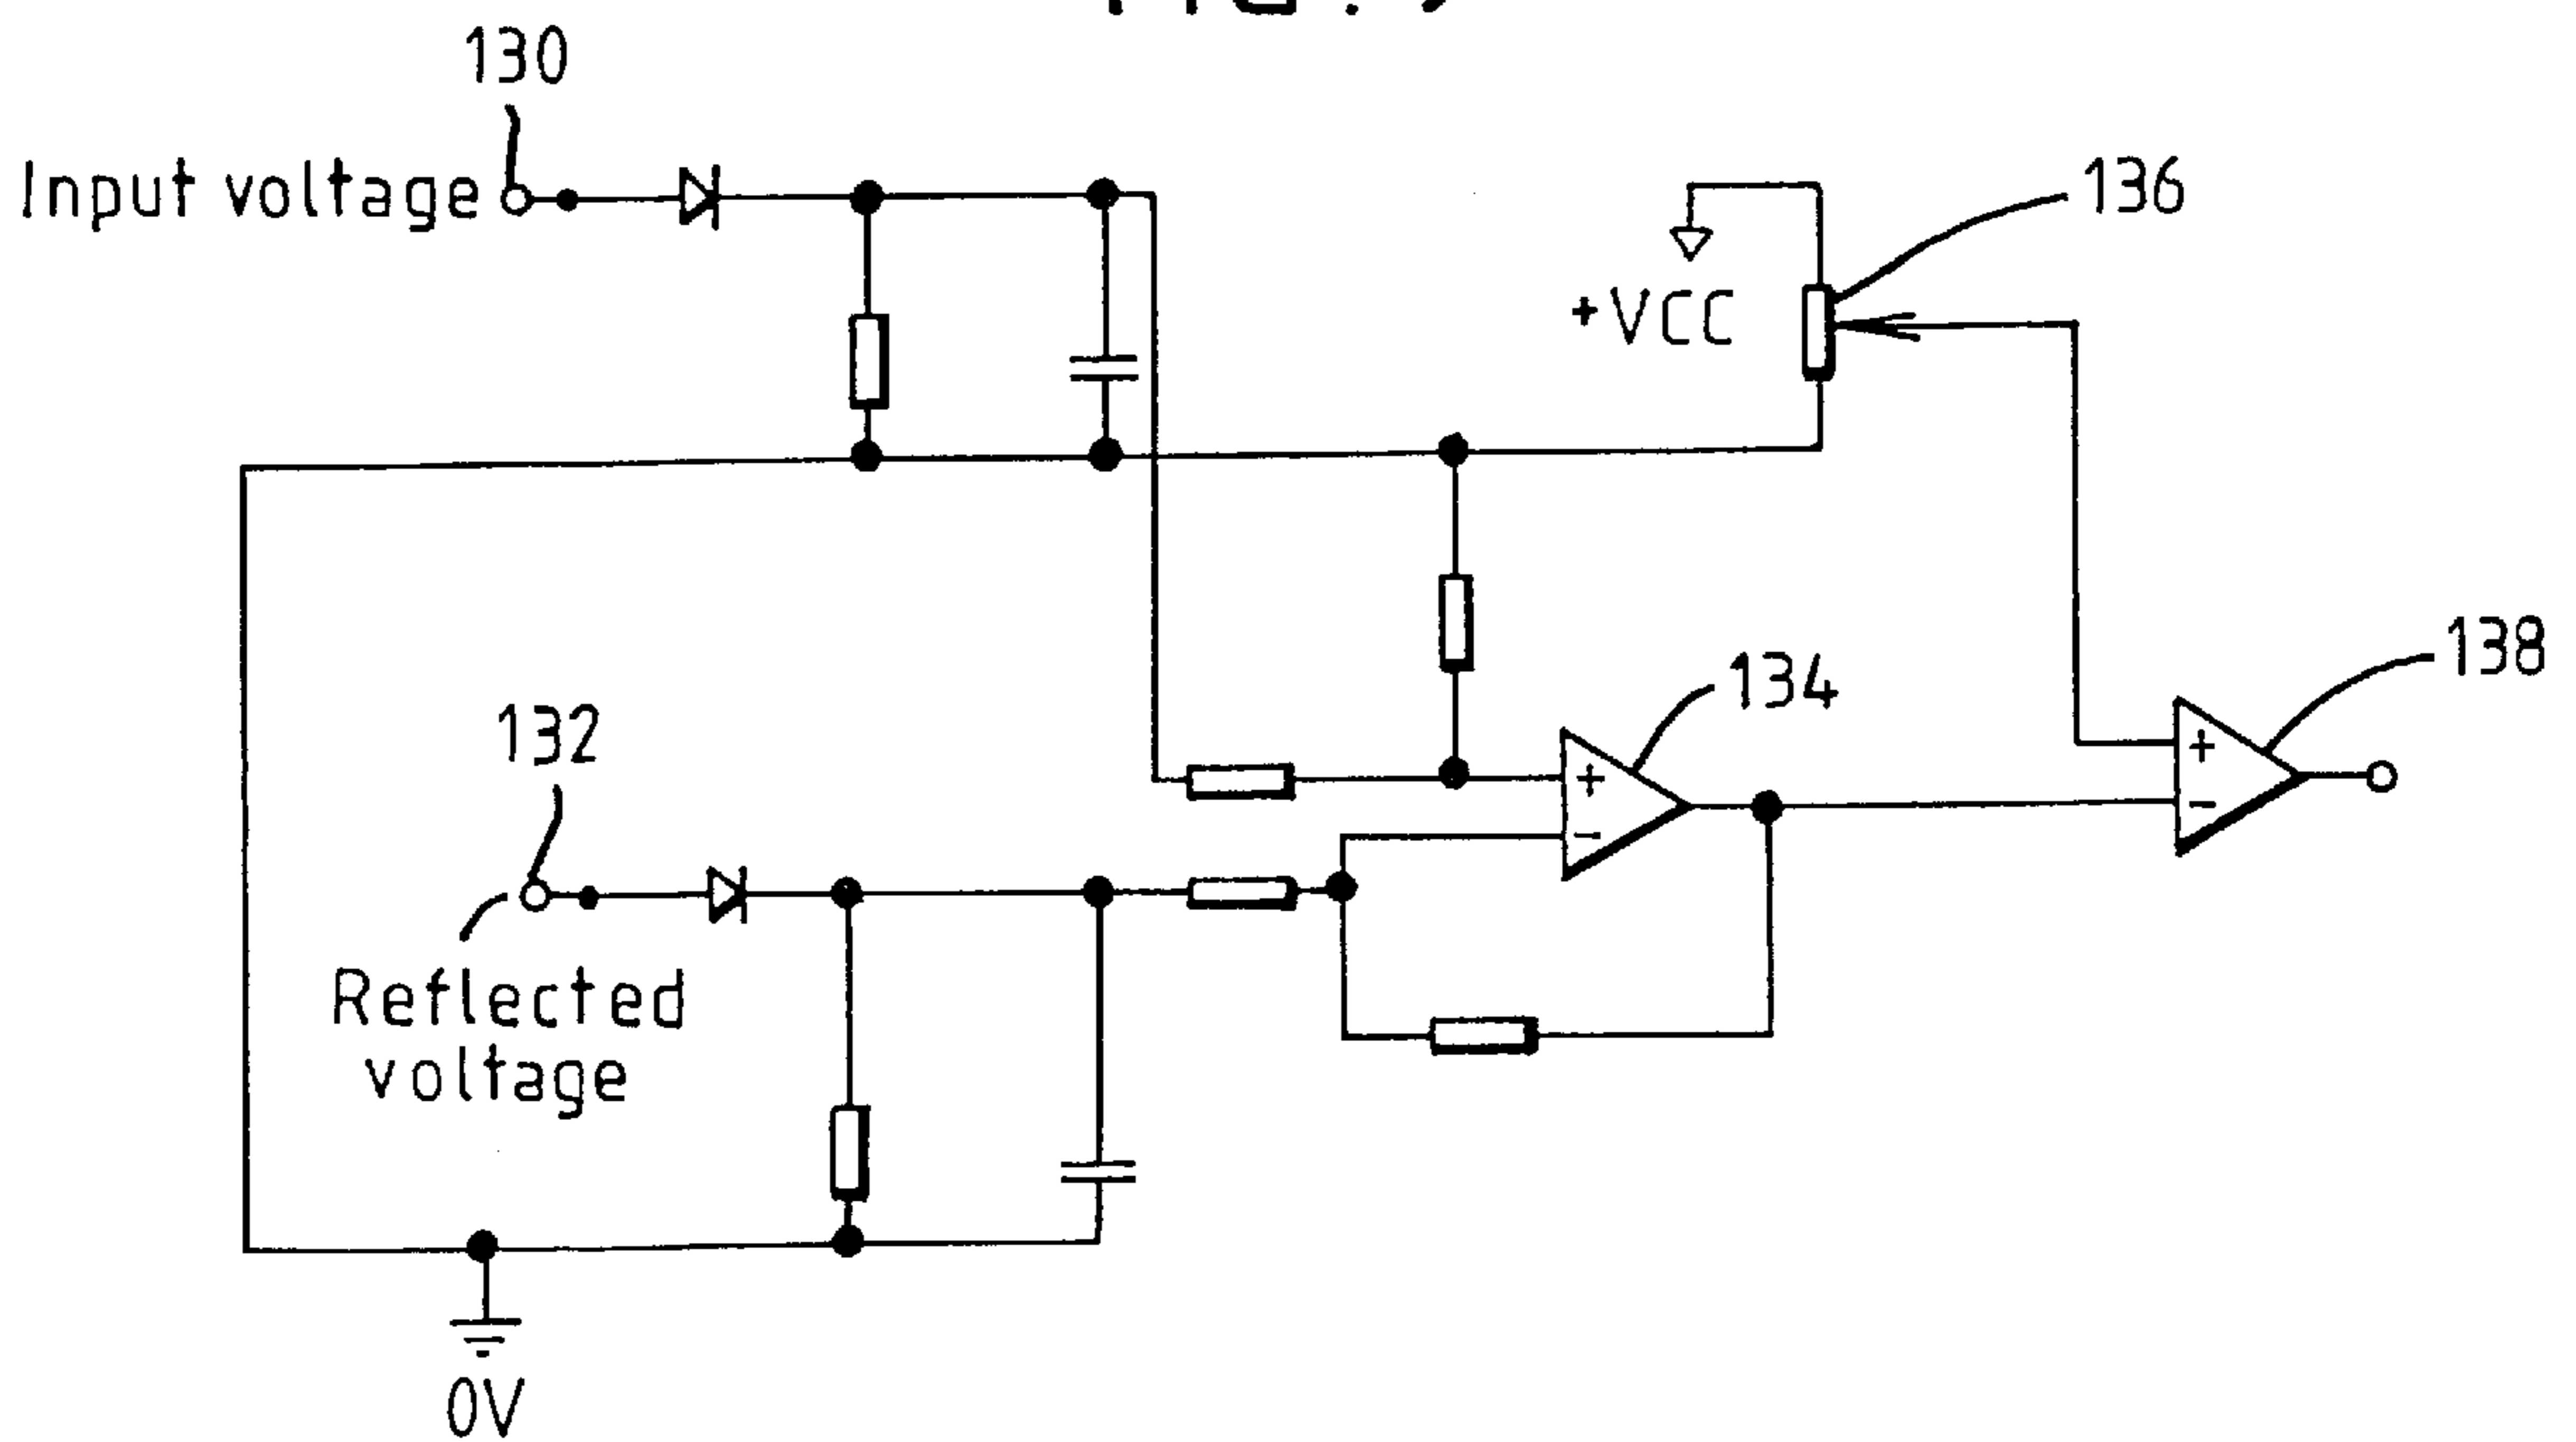 130
Input voltage
136
+VCC
138
134
132
+
-
+
-
Reflected
voltage
0V